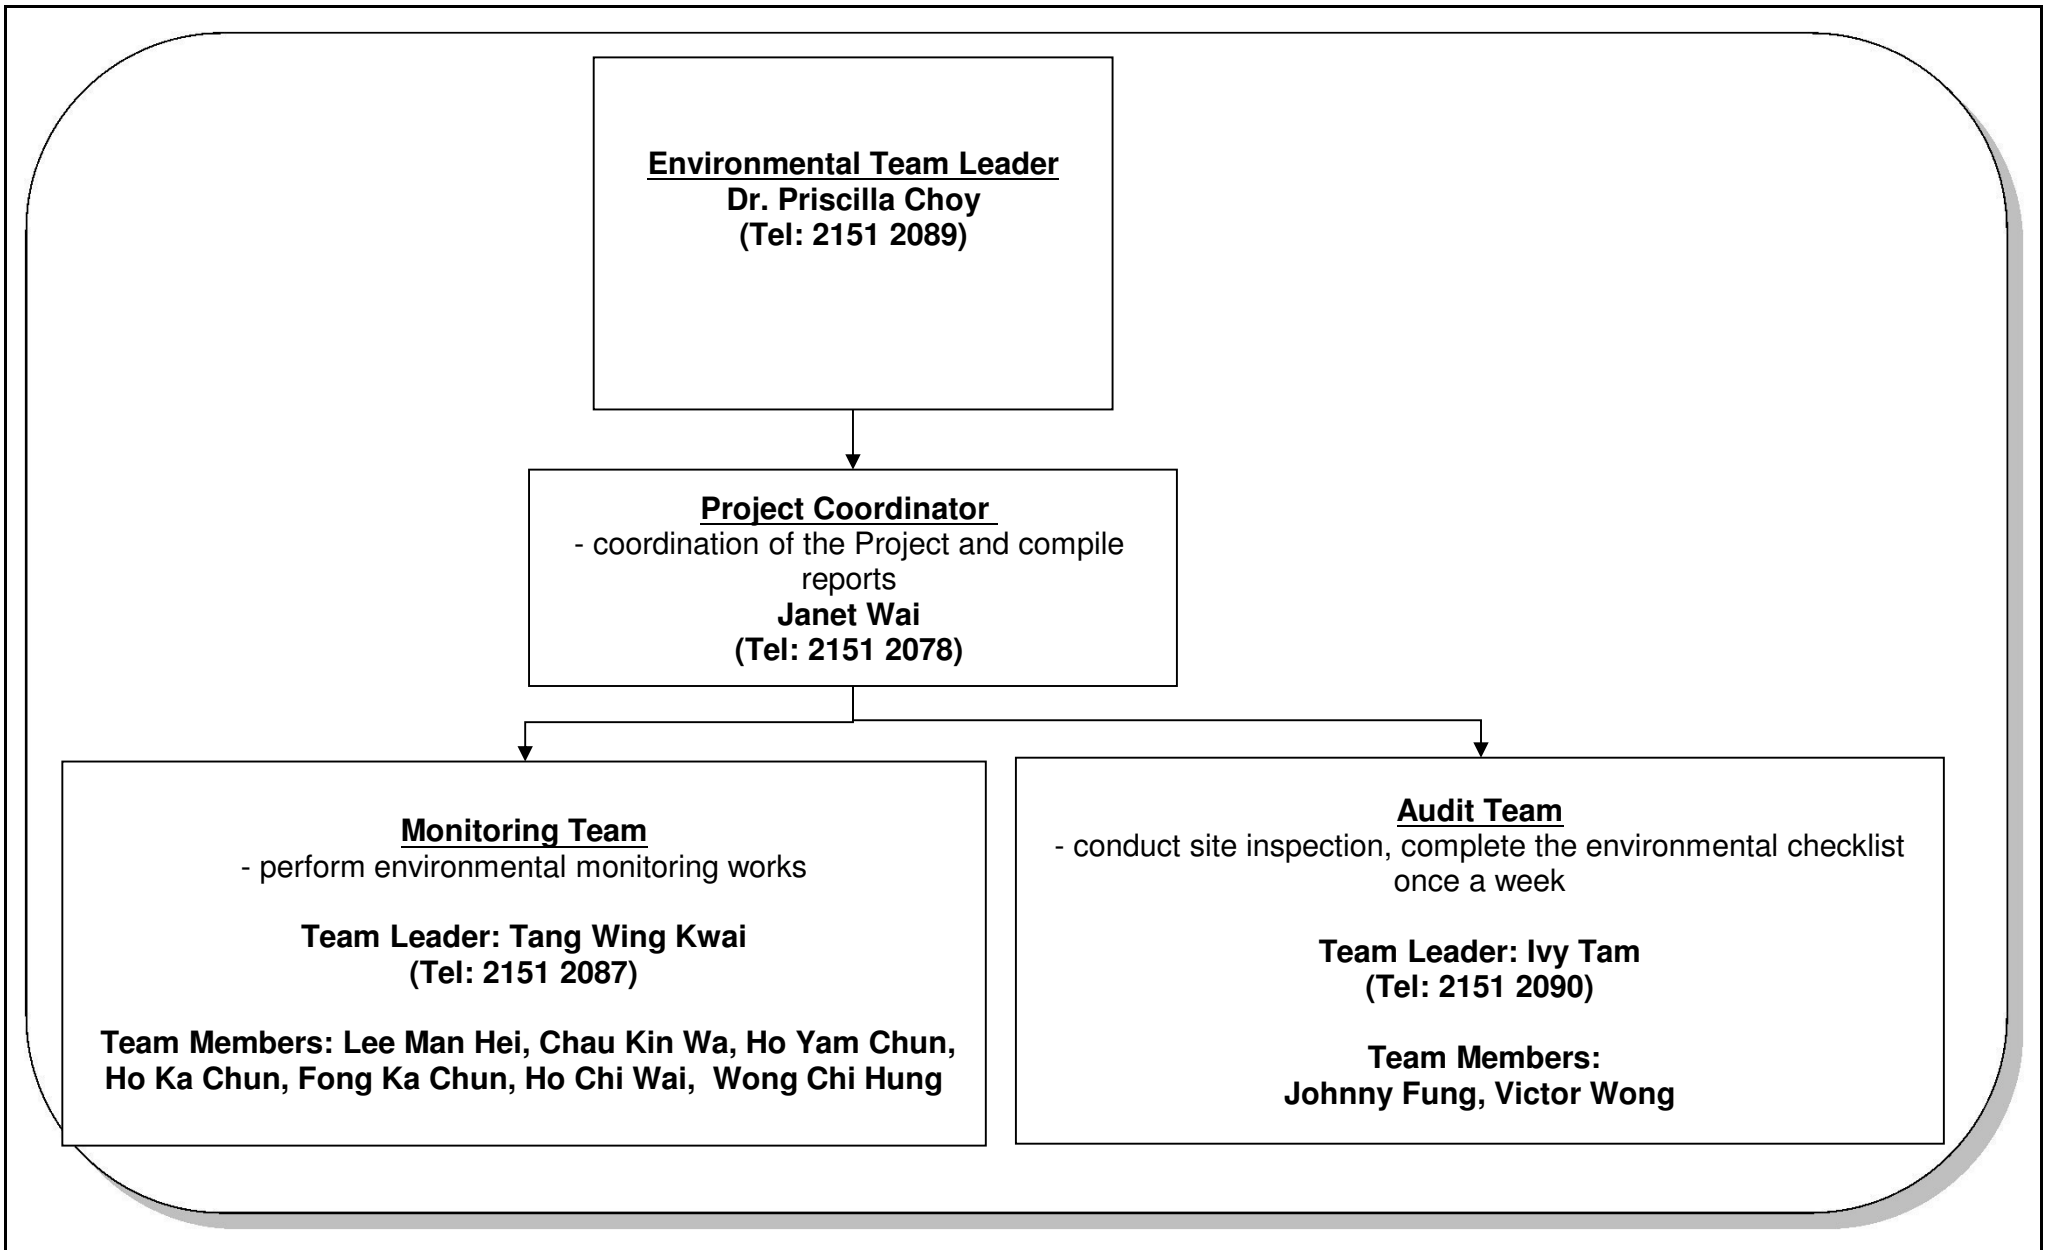 Environmental Team Leader
Dr. Priscilla Choy
(Tel: 2151 2089)
Project Coordinator
- coordination of the Project and compile
reports
Janet Wai
(Tel: 2151 2078)
Monitoring Team
- perform environmental monitoring works
Team Leader: Tang Wing Kwai
(Tel: 2151 2087)
Team Members: Lee Man Hei, Chau Kin Wa, Ho Yam Chun,
Ho Ka Chun, Fong Ka Chun, Ho Chi Wai,  Wong Chi Hung
Audit Team
- conduct site inspection, complete the environmental checklist
once a week
Team Leader: Ivy Tam
(Tel: 2151 2090)
Team Members:
Johnny Fung, Victor Wong